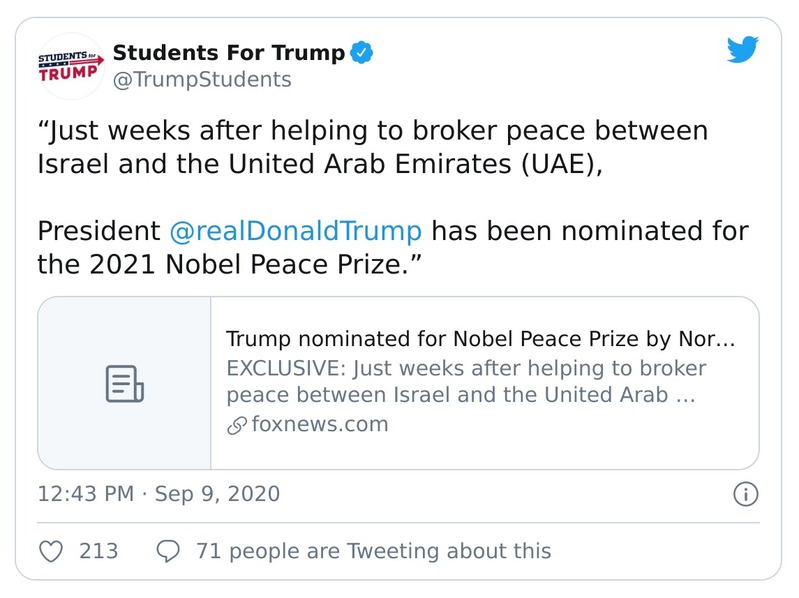 STUDENTS for
TRUMP
Students For Trump
@TrumpStudents
“Just weeks after helping to broker peace between
Israel and the United Arab Emirates (UAE),
President @realDonaldTrump has been nominated for
the 2021 Nobel Peace Prize.”
Trump nominated for Nobel Peace Prize by Nor...
EXCLUSIVE: Just weeks after helping to broker
peace between Israel and the United Arab ...
foxnews.com
12:43 PM · Sep 9, 2020
213 71 people are Tweeting about this